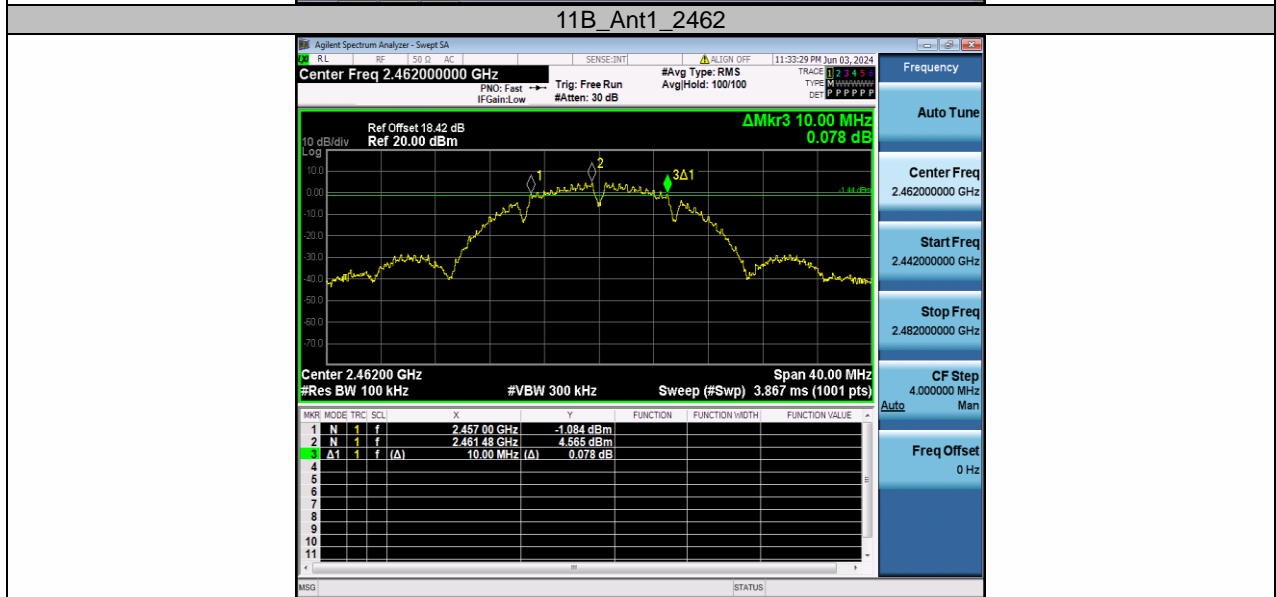 11B_Ant1_2462
Agilent Spectrum Analyzer - Swept SA
RL RF 50 Ω AC SENSE:INT ALIGN OFF 11:33:29 PM Jun 03, 2024
Center Freq 2.462000000 GHz
PNO: Fast
IFGain:Low
Trig: Free Run
#Atten: 30 dB
#Avg Type: RMS
Avg|Hold: 100/100
TRACE 1 2 3 4 5 6
TYPE M WWWWW
DET P P P P P P
ΔMkr3 10.00 MHz
0.078 dB
Ref Offset 18.42 dB
10 dB/div Ref 20.00 dBm
Log
10.0
0.00
-10.0
-20.0
-30.0
-40.0
-50.0
-60.0
-70.0
1
2
3Δ1
-1.44 dBm
Center 2.46200 GHz Span 40.00 MHz
#Res BW 100 kHz #VBW 300 kHz Sweep (#Swp) 3.867 ms (1001 pts)
MKR MODE TRC SCL X Y FUNCTION FUNCTION WIDTH FUNCTION VALUE
1 N 1 f 2.457 00 GHz -1.084 dBm
2 N 1 f 2.461 48 GHz 4.565 dBm
3 Δ1 1 f (Δ) 10.00 MHz (Δ) 0.078 dB
4
5
6
7
8
9
10
11
MSG STATUS
Frequency
Auto Tune
Center Freq
2.462000000 GHz
Start Freq
2.442000000 GHz
Stop Freq
2.482000000 GHz
CF Step
4.000000 MHz
Auto Man
Freq Offset
0 Hz